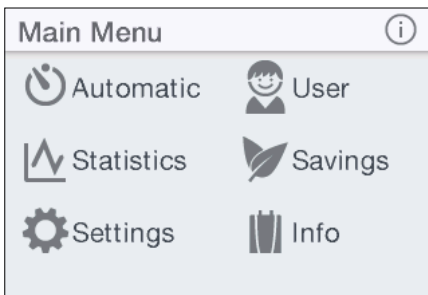 Main Menu
Automatic User
Statistics Savings
Settings Info